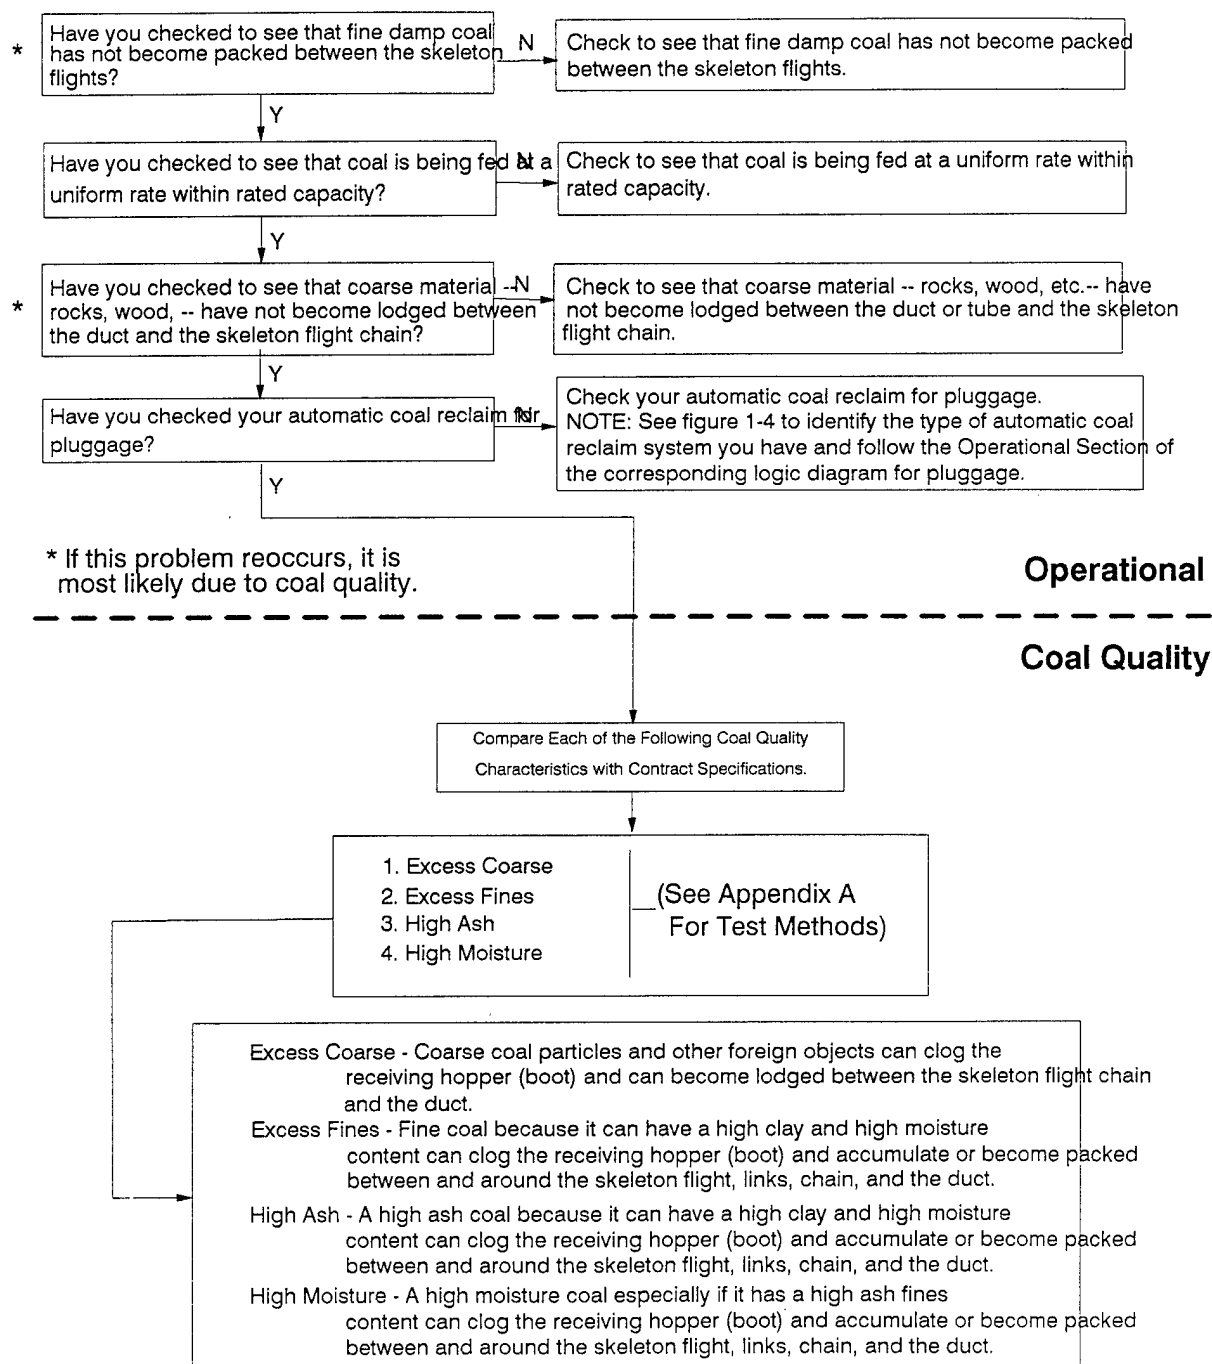 * Have you checked to see that fine damp coal
has not become packed between the skeleton
flights?
N
Check to see that fine damp coal has not become packed
between the skeleton flights.
Y
Have you checked to see that coal is being fed at a
uniform rate within rated capacity?
N
Check to see that coal is being fed at a uniform rate within
rated capacity.
Y
* Have you checked to see that coarse material --
rocks, wood, -- have not become lodged between
the duct and the skeleton flight chain?
N
Check to see that coarse material -- rocks, wood, etc.-- have
not become lodged between the duct or tube and the skeleton
flight chain.
Y
Have you checked your automatic coal reclaim for
pluggage?
N
Check your automatic coal reclaim for pluggage.
NOTE: See figure 1-4 to identify the type of automatic coal
reclaim system you have and follow the Operational Section of
the corresponding logic diagram for pluggage.
Y
* If this problem reoccurs, it is
most likely due to coal quality.
Operational
Coal Quality
Compare Each of the Following Coal Quality
Characteristics with Contract Specifications.
1. Excess Coarse
2. Excess Fines
3. High Ash
4. High Moisture
(See Appendix A
For Test Methods)
Excess Coarse - Coarse coal particles and other foreign objects can clog the
receiving hopper (boot) and can become lodged between the skeleton flight chain
and the duct.
Excess Fines - Fine coal because it can have a high clay and high moisture
content can clog the receiving hopper (boot) and accumulate or become packed
between and around the skeleton flight, links, chain, and the duct.
High Ash - A high ash coal because it can have a high clay and high moisture
content can clog the receiving hopper (boot) and accumulate or become packed
between and around the skeleton flight, links, chain, and the duct.
High Moisture - A high moisture coal especially if it has a high ash fines
content can clog the receiving hopper (boot) and accumulate or become packed
between and around the skeleton flight, links, chain, and the duct.